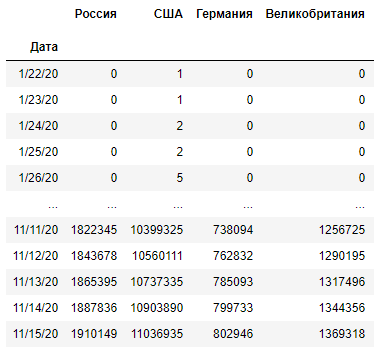 Россия США Германия Великобритания
Дата
1/22/20 0 1 0 0
1/23/20 0 1 0 0
1/24/20 0 2 0 0
1/25/20 0 2 0 0
1/26/20 0 5 0 0
... ... ... ... ...
11/11/20 1822345 10399325 738094 1256725
11/12/20 1843678 10560111 762832 1290195
11/13/20 1865395 10737335 785093 1317496
11/14/20 1887836 10903890 799733 1344356
11/15/20 1910149 11036935 802946 1369318